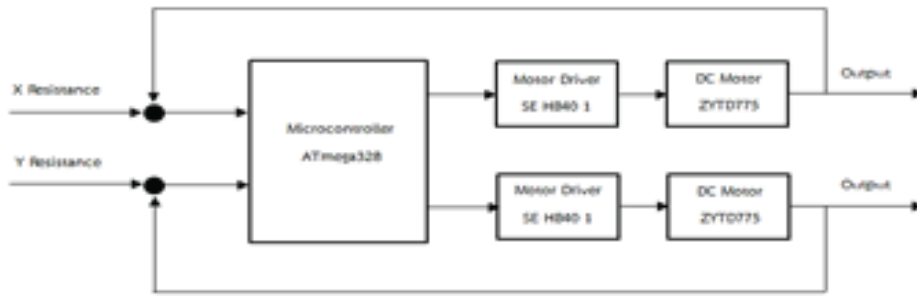 X Resistance
Y Resistance
Microcontroller
ATmega328
Motor Driver
SE HB40 1
DC Motor
ZYTD775
Output
Motor Driver
SE HB40 1
DC Motor
ZYTD775
Output